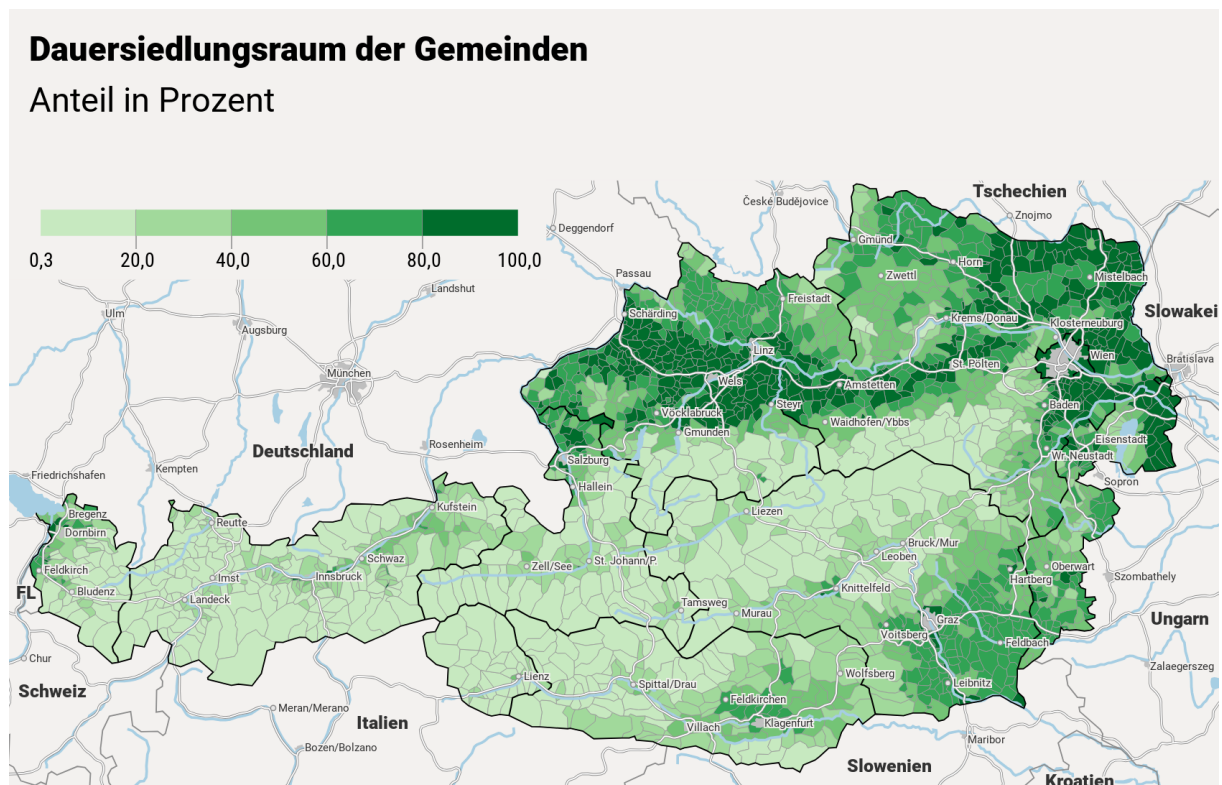 Dauersiedlungsraum der Gemeinden
Anteil in Prozent
0,3 20,0 40,0 60,0 80,0 100,0
Tschechien
České Budějovice
Znojmo
Deggendorf
Gmünd
Horn
Passau
Zwettl
Mistelbach
Landshut
Freistadt
Ulm
Schärding
Krems/Donau
Klosterneuburg
Slowakei
Augsburg
Linz
Wien
Bratislava
St. Pölten
München
Wels
Amstetten
Steyr
Baden
Vöcklabruck
Waidhofen/Ybbs
Gmunden
Eisenstadt
Rosenheim
Deutschland
Salzburg
Wr. Neustadt
Kempten
Friedrichshafen
Sopron
Hallein
Kufstein
Liezen
Bregenz
Reutte
Dornbirn
Bruck/Mur
Leoben
Schwaz
St. Johann/P.
Zell/See
Oberwart
Feldkirch
Imst
Innsbruck
Hartberg
Szombathely
FL
Bludenz
Landeck
Knittelfeld
Tamsweg
Murau
Graz
Ungarn
Voitsberg
Feldbach
Chur
Zalaegerszeg
Lienz
Spittal/Drau
Wolfsberg
Leibnitz
Schweiz
Feldkirchen
Meran/Merano
Italien
Villach
Klagenfurt
Maribor
Bozen/Bolzano
Slowenien
Kroatien